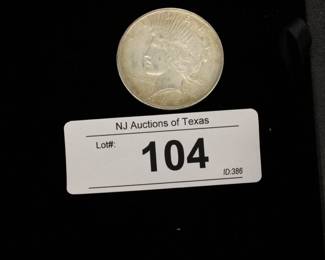 NJ Auctions of Texas
Lot#:
104
ID:386